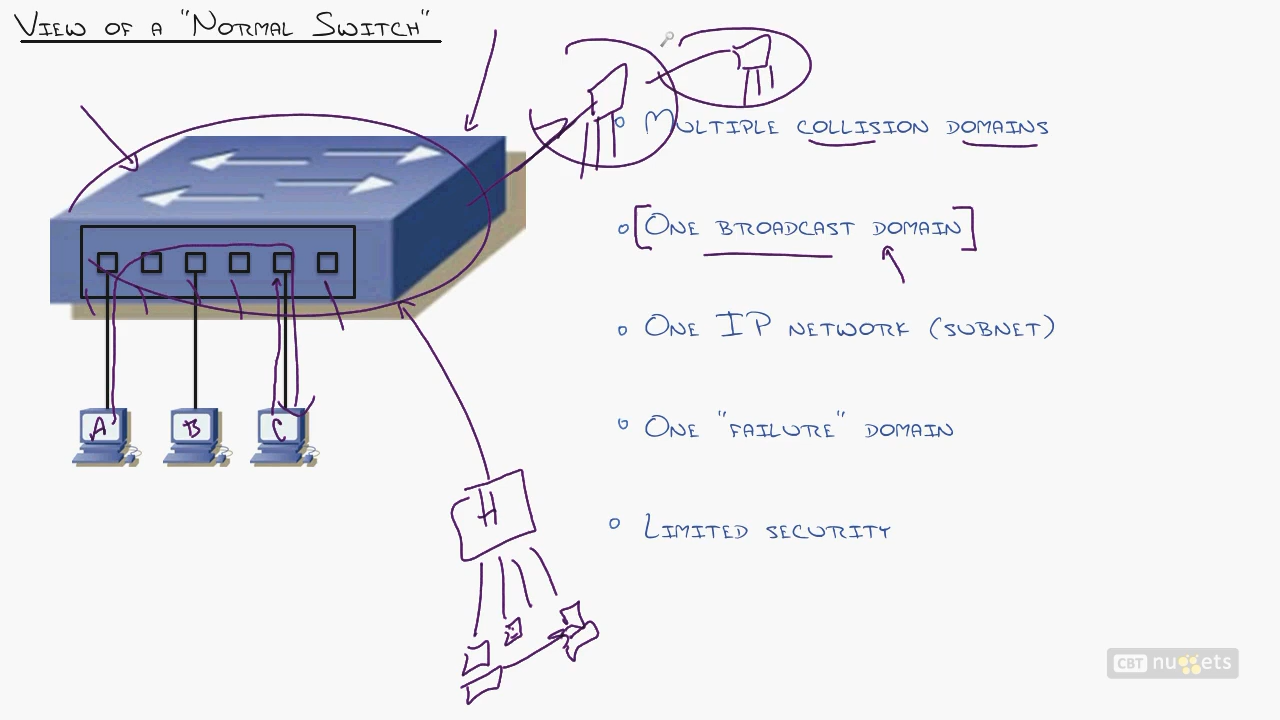 VIEW OF A "NORMAL SWITCH"
MULTIPLE COLLISION DOMAINS
ONE BROADCAST DOMAIN
ONE IP NETWORK (SUBNET)
ONE "FAILURE" DOMAIN
LIMITED SECURITY
A B C
H
CBT nuggets